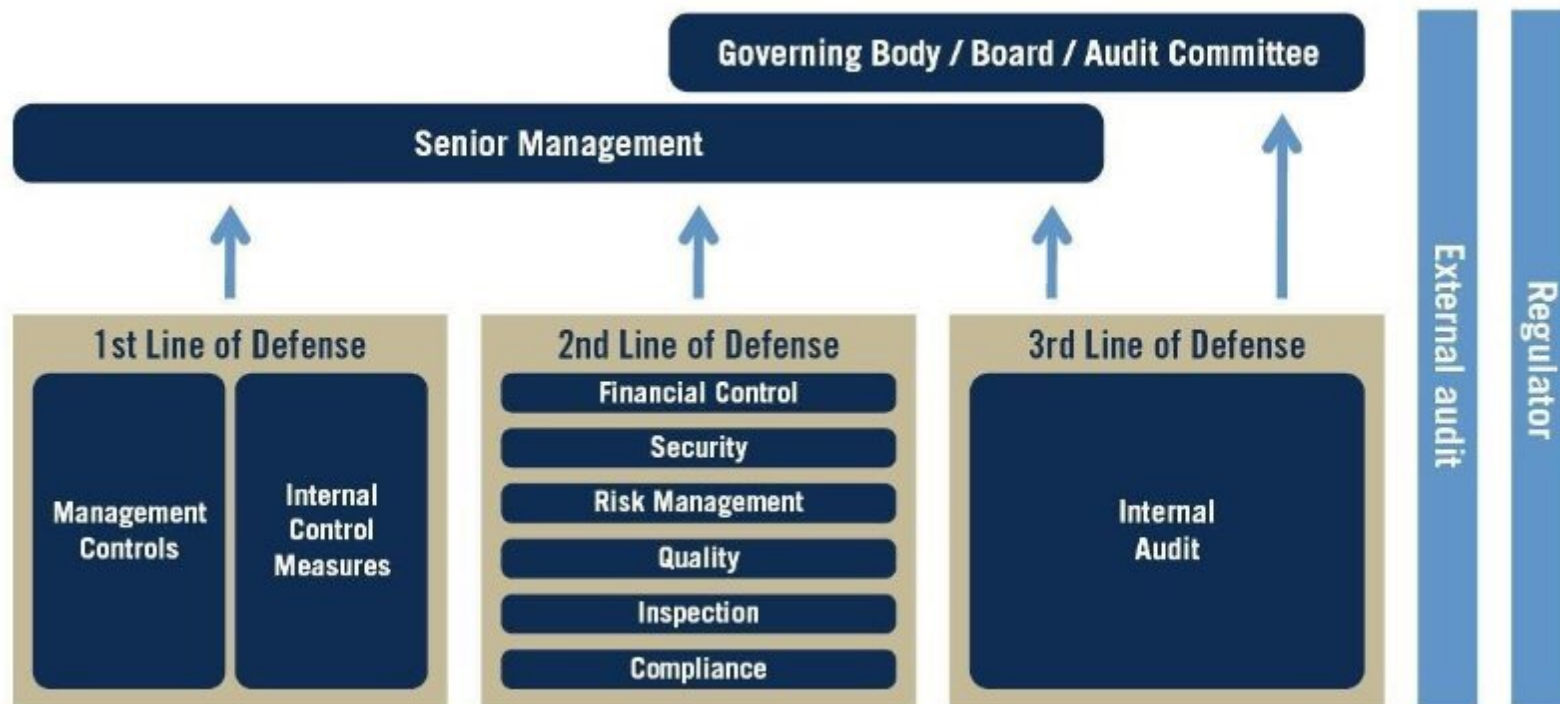 Governing Body / Board / Audit Committee
Senior Management
1st Line of Defense
Management
Controls
Internal
Control
Measures
2nd Line of Defense
Financial Control
Security
Risk Management
Quality
Inspection
Compliance
3rd Line of Defense
Internal
Audit
External audit
Regulator